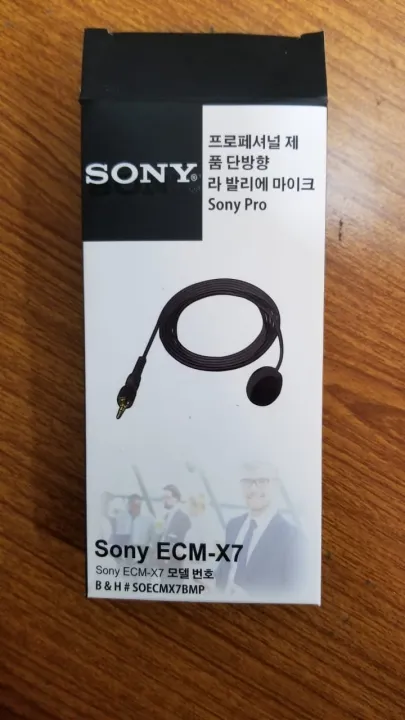 SONY®
프로페셔널 제
품 단방향
라 발리에 마이크
Sony Pro
Sony ECM-X7
Sony ECM-X7 모델 번호
B & H # SOECMX7BMP